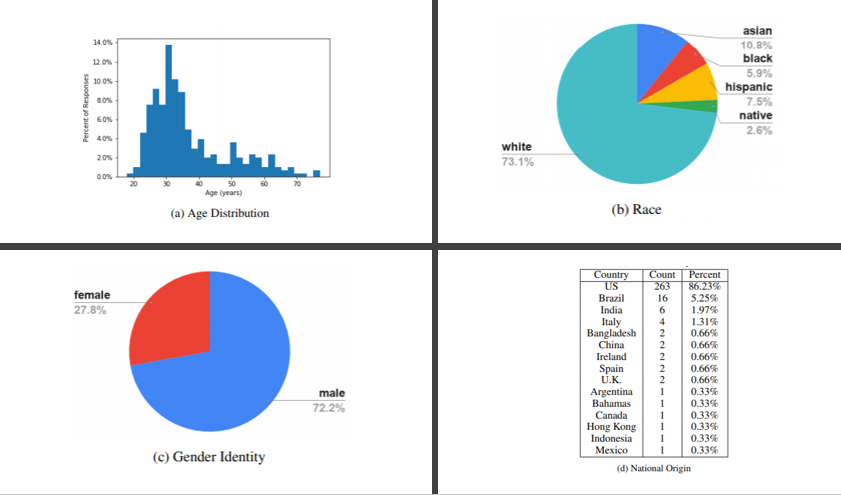 14.0%
12.0%
10.0%
8.0%
6.0%
4.0%
2.0%
0.0%
Percent of Responses
20 30 40 50 60 70
Age (years)
(a) Age Distribution
asian
10.8%
black
5.9%
hispanic
7.5%
native
2.6%
white
73.1%
(b) Race
female
27.8%
male
72.2%
(c) Gender Identity
Country Count Percent
US 263 86.23%
Brazil 16 5.25%
India 6 1.97%
Italy 4 1.31%
Bangladesh 2 0.66%
China 2 0.66%
Ireland 2 0.66%
Spain 2 0.66%
U.K. 2 0.66%
Argentina 1 0.33%
Bahamas 1 0.33%
Canada 1 0.33%
Hong Kong 1 0.33%
Indonesia 1 0.33%
Mexico 1 0.33%
(d) National Origin